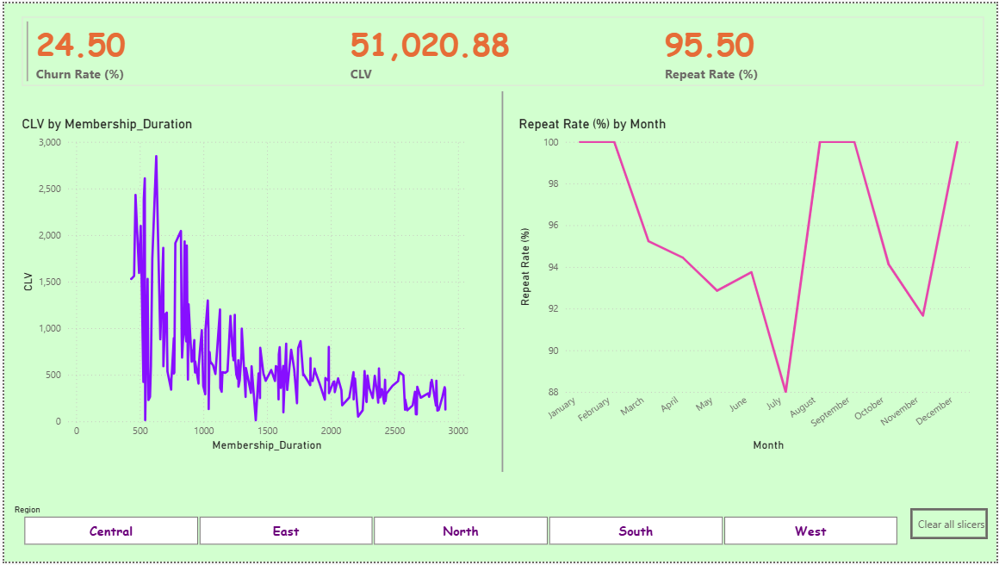 24.50
Churn Rate (%)
51,020.88
CLV
95.50
Repeat Rate (%)
CLV by Membership_Duration
3,000
2,500
2,000
1,500
1,000
500
0
CLV
0 500 1000 1500 2000 2500 3000
Membership_Duration
Repeat Rate (%) by Month
100
98
96
94
92
90
88
Repeat Rate (%)
January February March April May June July August September October November December
Month
Region
Central East North South West
Clear all slicers